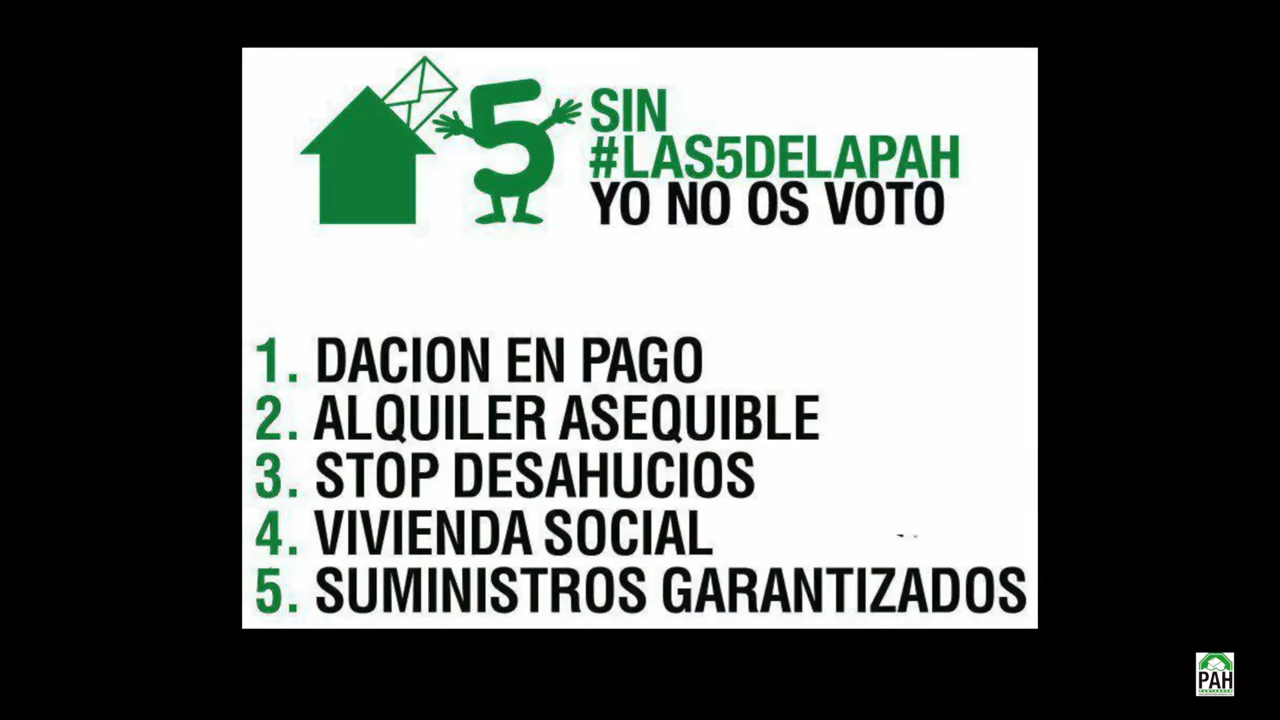 5 SIN
#LAS5DELAPAH
YO NO OS VOTO
1. DACION EN PAGO
2. ALQUILER ASEQUIBLE
3. STOP DESAHUCIOS
4. VIVIENDA SOCIAL
5. SUMINISTROS GARANTIZADOS
PAH